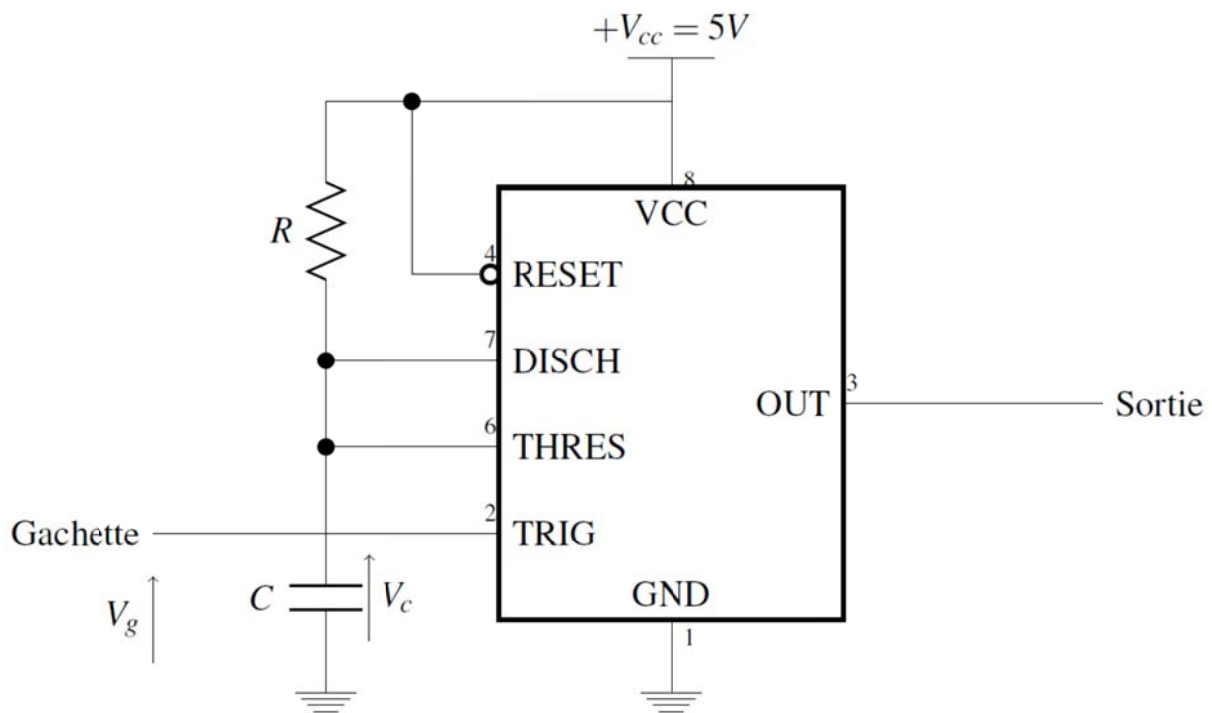 +Vcc = 5V
8
VCC
R
4
RESET
7
DISCH
3
OUT
Sortie
6
THRES
2
Gachette
TRIG
Vg
C
Vc
GND
1